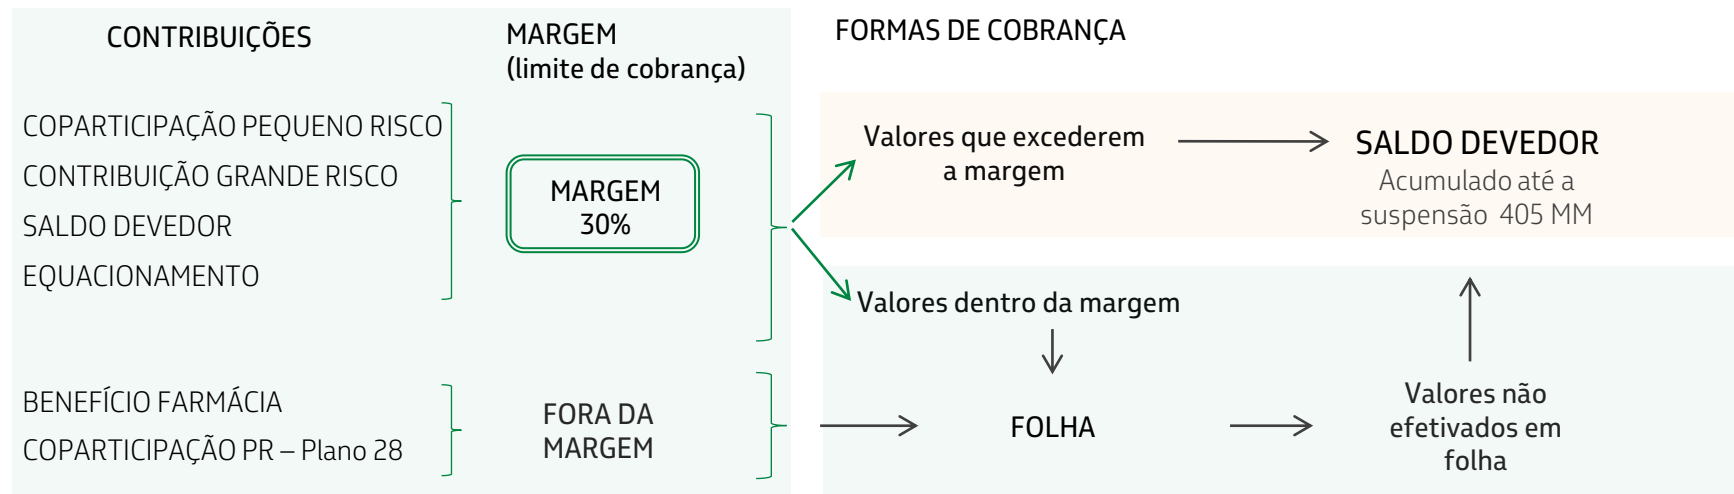 CONTRIBUIÇÕES
MARGEM
(limite de cobrança)
FORMAS DE COBRANÇA
COPARTICIPAÇÃO PEQUENO RISCO
CONTRIBUIÇÃO GRANDE RISCO
SALDO DEVEDOR
EQUACIONAMENTO
MARGEM
30%
Valores que excederem
a margem
SALDO DEVEDOR
Acumulado até a
suspensão 405 MM
Valores dentro da margem
BENEFÍCIO FARMÁCIA
COPARTICIPAÇÃO PR – Plano 28
FORA DA
MARGEM
FOLHA
Valores não
efetivados em
folha